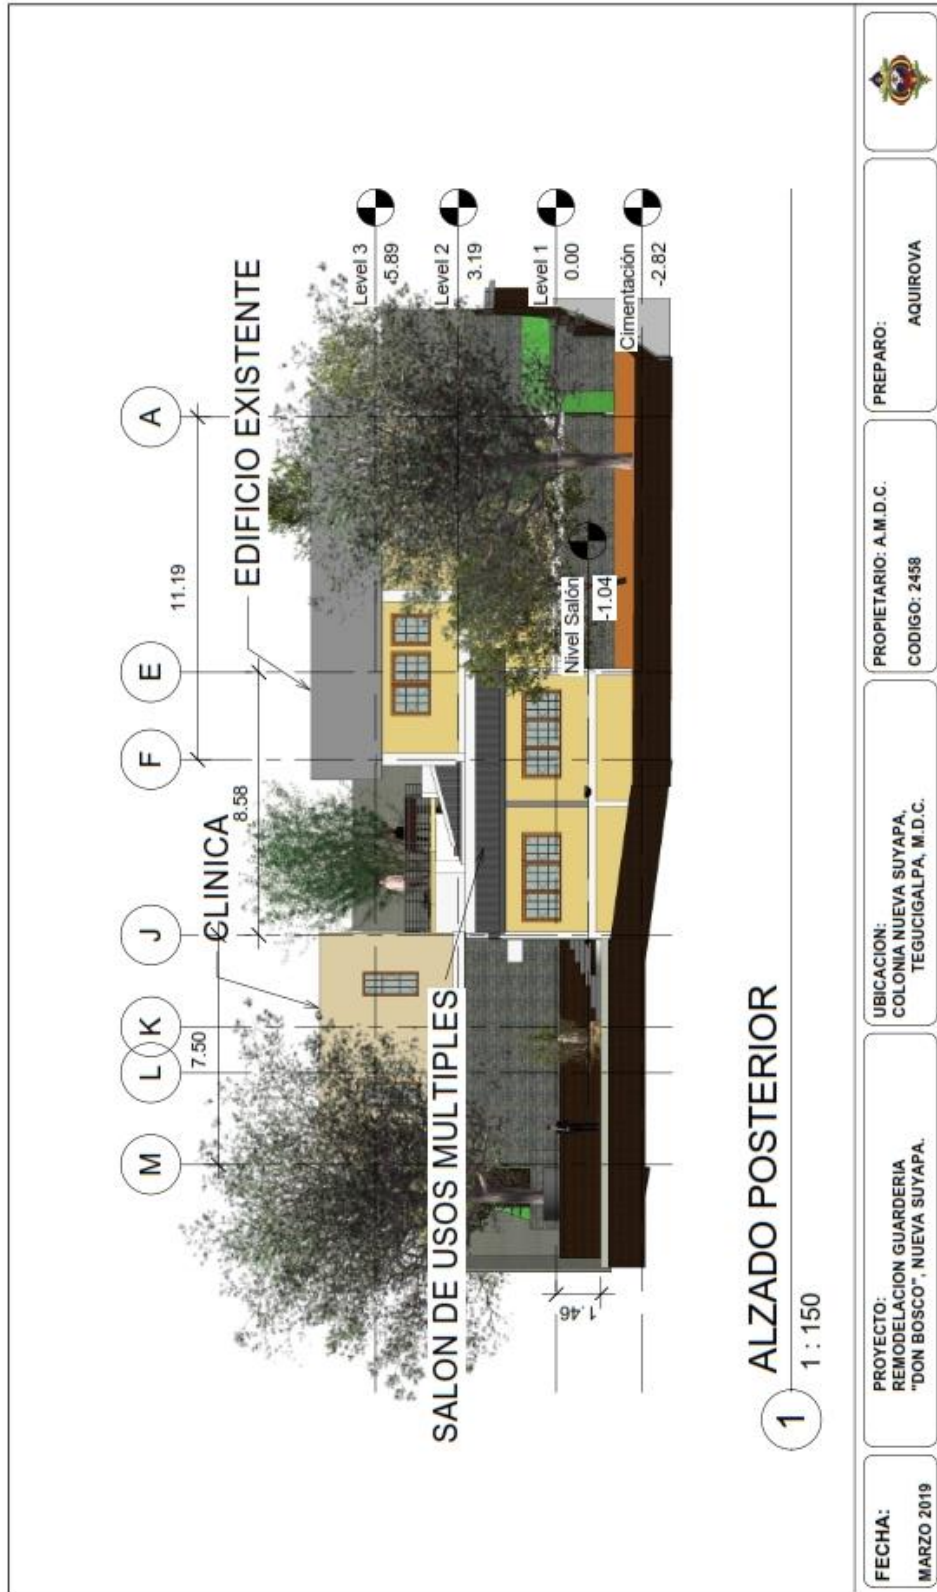 M
L
K
J
F
E
A
7.50
11.19
CLINICA
8.58
EDIFICIO EXISTENTE
Level 3
5.89
Level 2
3.19
Level 1
0.00
Cimentación
-2.82
Nivel Salón
-1.04
SALON DE USOS MULTIPLES
1.46
1
ALZADO POSTERIOR
1 : 150
FECHA:
MARZO 2019
PROYECTO:
REMODELACION GUARDERIA
"DON BOSCO", NUEVA SUYAPA.
UBICACION:
COLONIA NUEVA SUYAPA,
TEGUCIGALPA, M.D.C.
PROPIETARIO: A.M.D.C.
CODIGO: 2458
PREPARO:
AQUIROVA